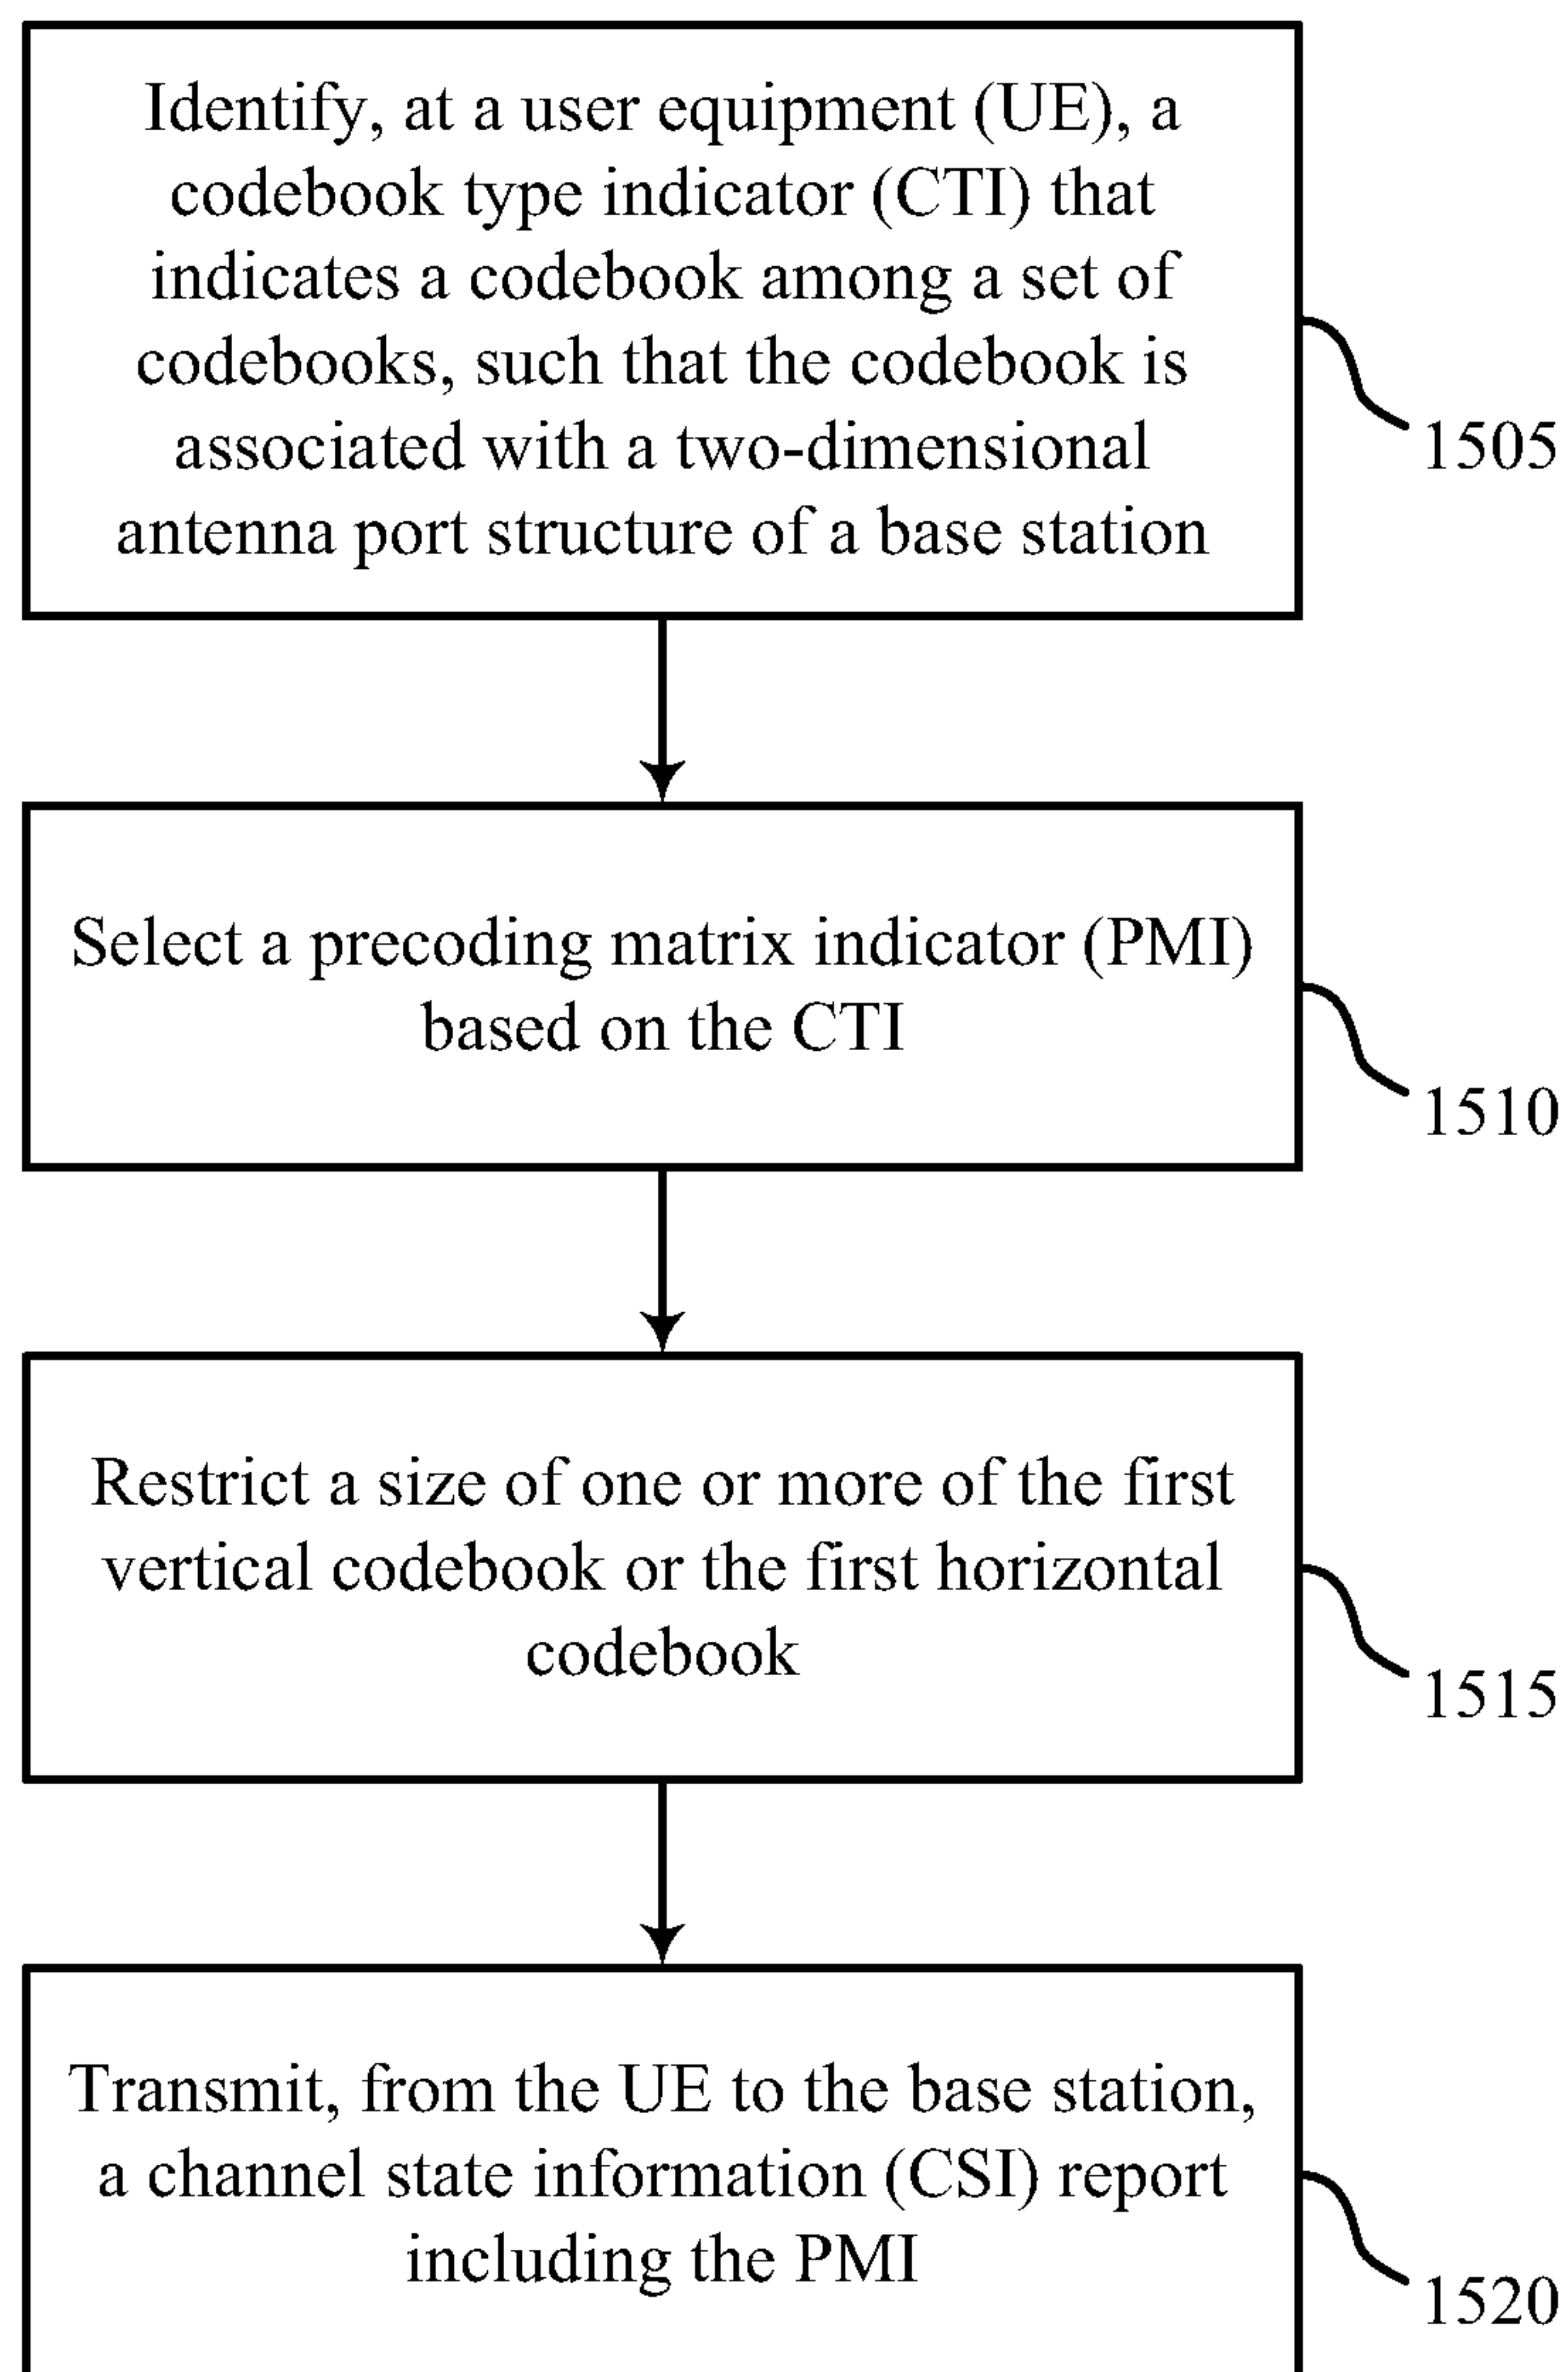 Identify, at a user equipment (UE), a
codebook type indicator (CTI) that
indicates a codebook among a set of
codebooks, such that the codebook is
associated with a two-dimensional
antenna port structure of a base station
1505
Select a precoding matrix indicator (PMI)
based on the CTI
1510
Restrict a size of one or more of the first
vertical codebook or the first horizontal
codebook
1515
Transmit, from the UE to the base station,
a channel state information (CSI) report
including the PMI
1520